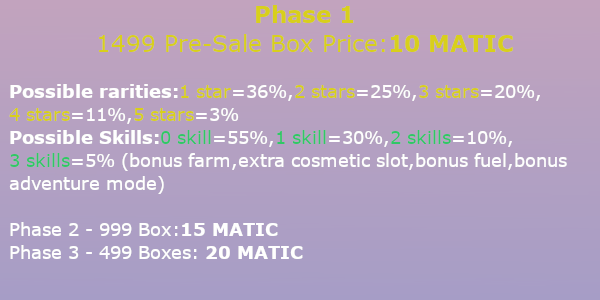 Phase 1
1499 Pre-Sale Box Price:10 MATIC
Possible rarities:1 star=36%,2 stars=25%,3 stars=20%,
4 stars=11%,5 stars=3%
Possible Skills:0 skill=55%,1 skill=30%,2 skills=10%,
3 skills=5% (bonus farm,extra cosmetic slot,bonus fuel,bonus
adventure mode)
Phase 2 - 999 Box:15 MATIC
Phase 3 - 499 Boxes: 20 MATIC